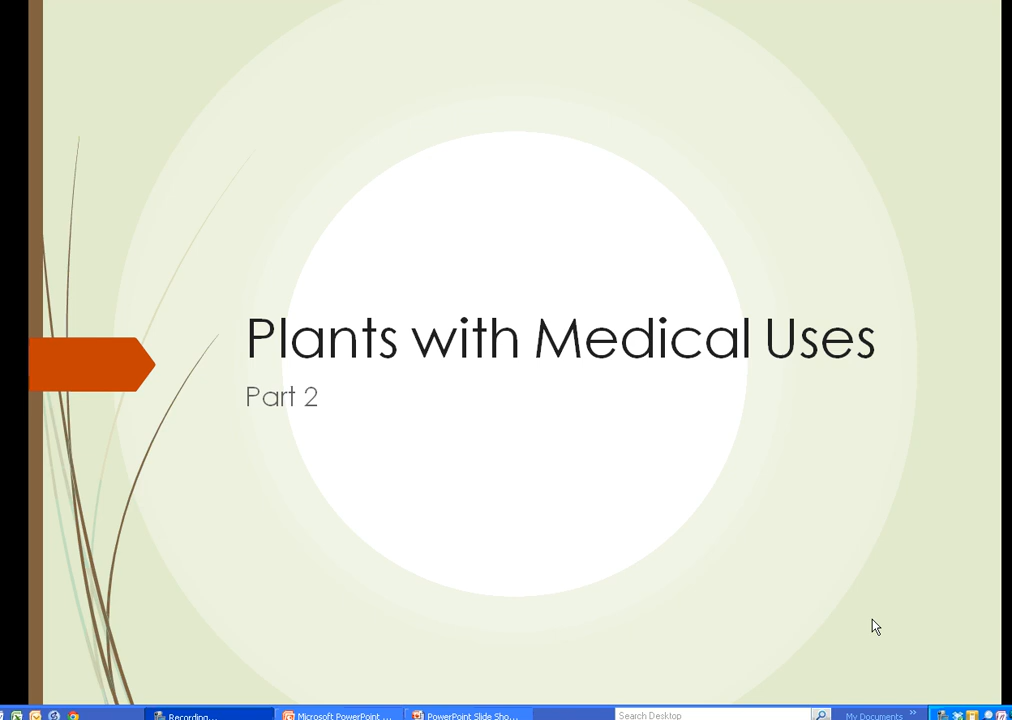 Plants with Medical Uses
Part 2
Recording...
Microsoft PowerPoint ...
PowerPoint Slide Sho...
Search Desktop
My Documents
»